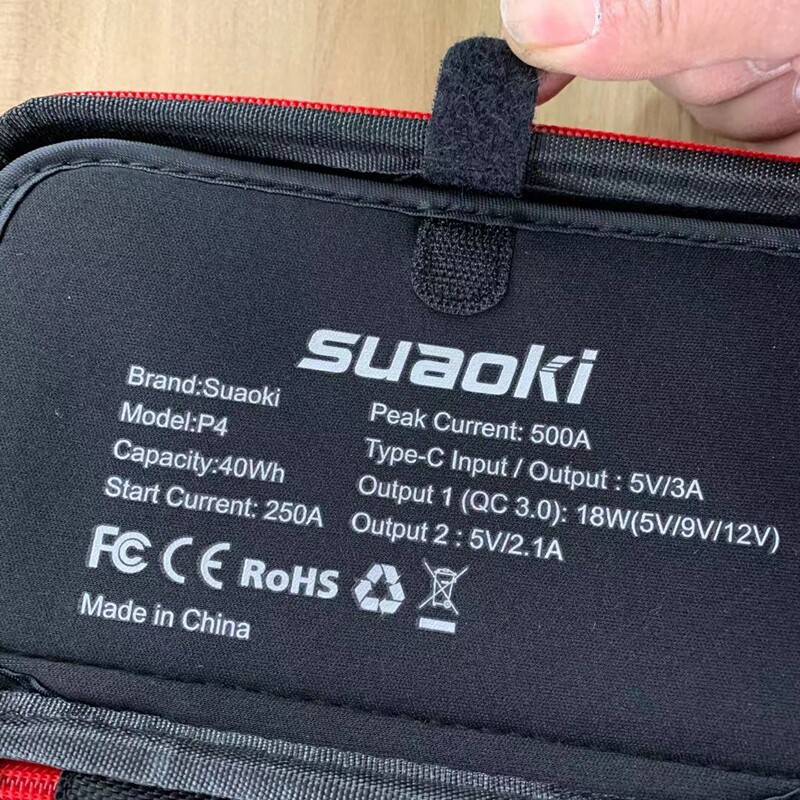 suaoki
Brand:Suaoki
Model:P4
Capacity:40Wh
Start Current: 250A
Peak Current: 500A
Type-C Input / Output : 5V/3A
Output 1 (QC 3.0): 18W(5V/9V/12V)
Output 2 : 5V/2.1A
FC CE RoHS
Made in China